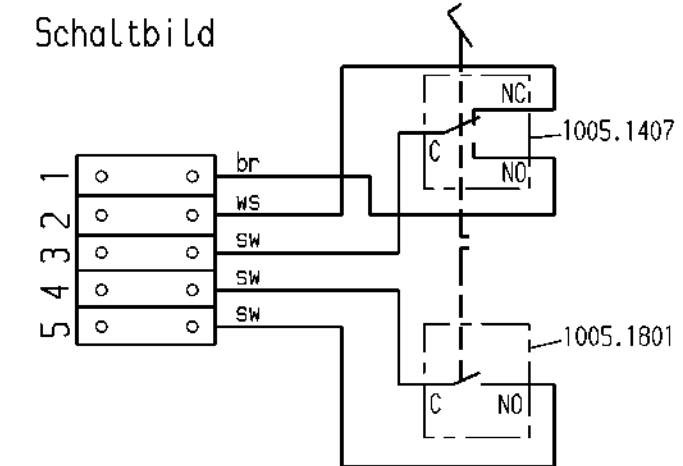 Schaltbild
NC
1005.1407
C
NO
1 br
2 ws
3 sw
4 sw
5 sw
1005.1801
C NO